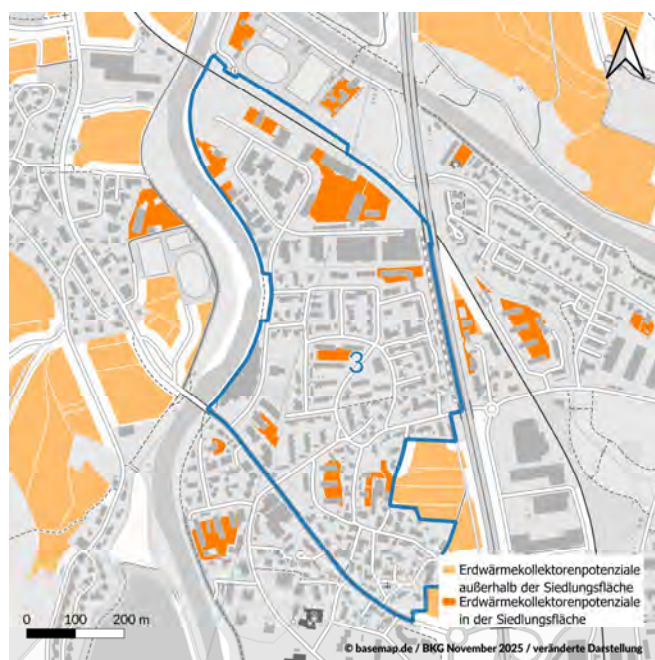 3
Erdwärmekollektorenpotenziale
außerhalb der Siedlungsfläche
Erdwärmekollektorenpotenziale
in der Siedlungsfläche
0 100 200 m
© basemap.de / BKG November 2025 / veränderte Darstellung